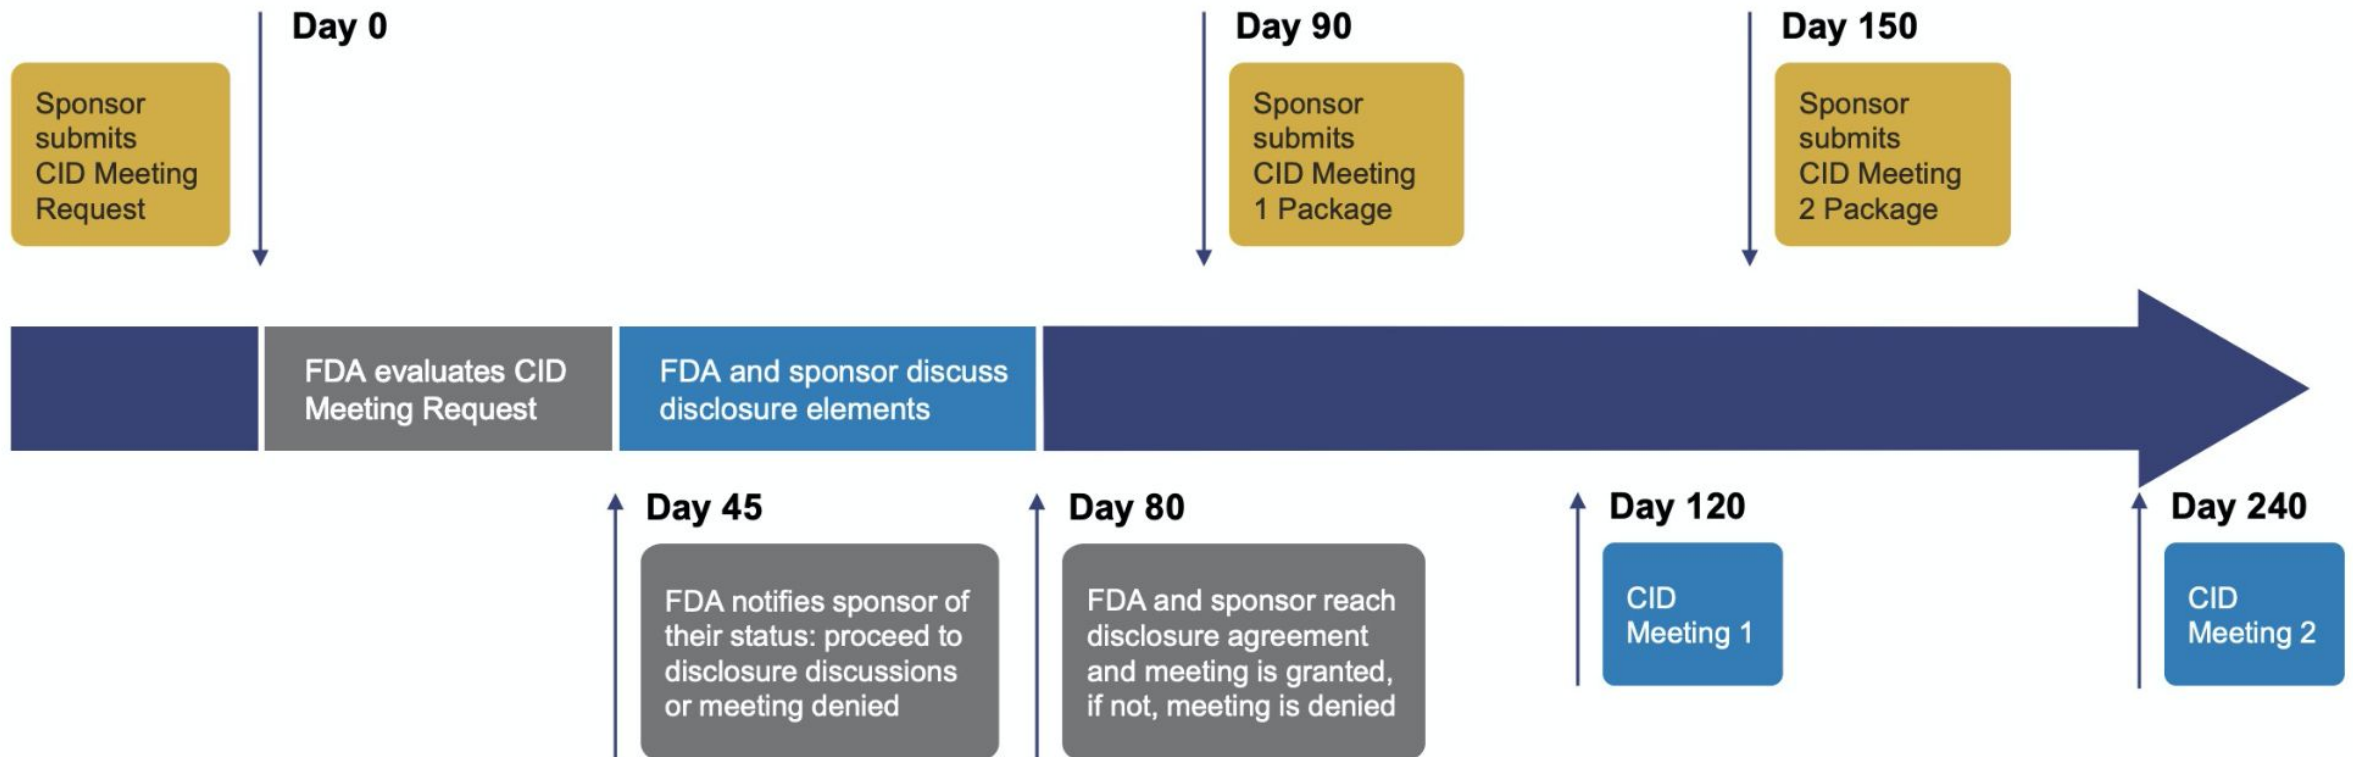 Day 0
Sponsor
submits
CID Meeting
Request
Day 90
Sponsor
submits
CID Meeting
1 Package
Day 150
Sponsor
submits
CID Meeting
2 Package
FDA evaluates CID
Meeting Request
FDA and sponsor discuss
disclosure elements
Day 45
FDA notifies sponsor of
their status: proceed to
disclosure discussions
or meeting denied
Day 80
FDA and sponsor reach
disclosure agreement
and meeting is granted,
if not, meeting is denied
Day 120
CID
Meeting 1
Day 240
CID
Meeting 2